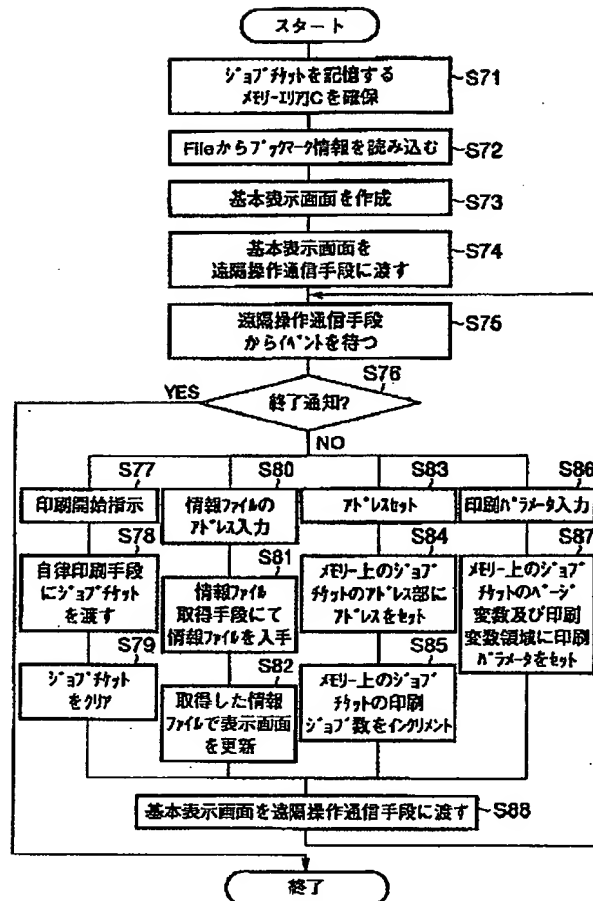 スタート
ジョブチケットを記憶する
メモリーエリアJCを確保
S71
Fileからブックマーク情報を読み込む
S72
基本表示画面を作成
S73
基本表示画面を
遠隔操作通信手段に渡す
S74
遠隔操作通信手段
からイベントを待つ
S75
S76
YES
終了通知?
NO
S77
印刷開始指示
S78
自律印刷手段
にジョブチケットを
渡す
S79
ジョブチケット
をクリア
S80
情報ファイルの
アドレス入力
S81
情報ファイル
取得手段にて
情報ファイルを入手
S82
取得した情報
ファイルで表示画面
を更新
S83
アドレスセット
S84
メモリー上のジョブ
チケットのアドレス部に
アドレスをセット
S85
メモリー上のジョブ
チケットの印刷
ジョブ数をインクリメント
S86
印刷パラメータ入力
S87
メモリー上のジョブ
チケットのページ
変数及び印刷
変数領域に印刷
パラメータをセット
基本表示画面を遠隔操作通信手段に渡す
S88
終了